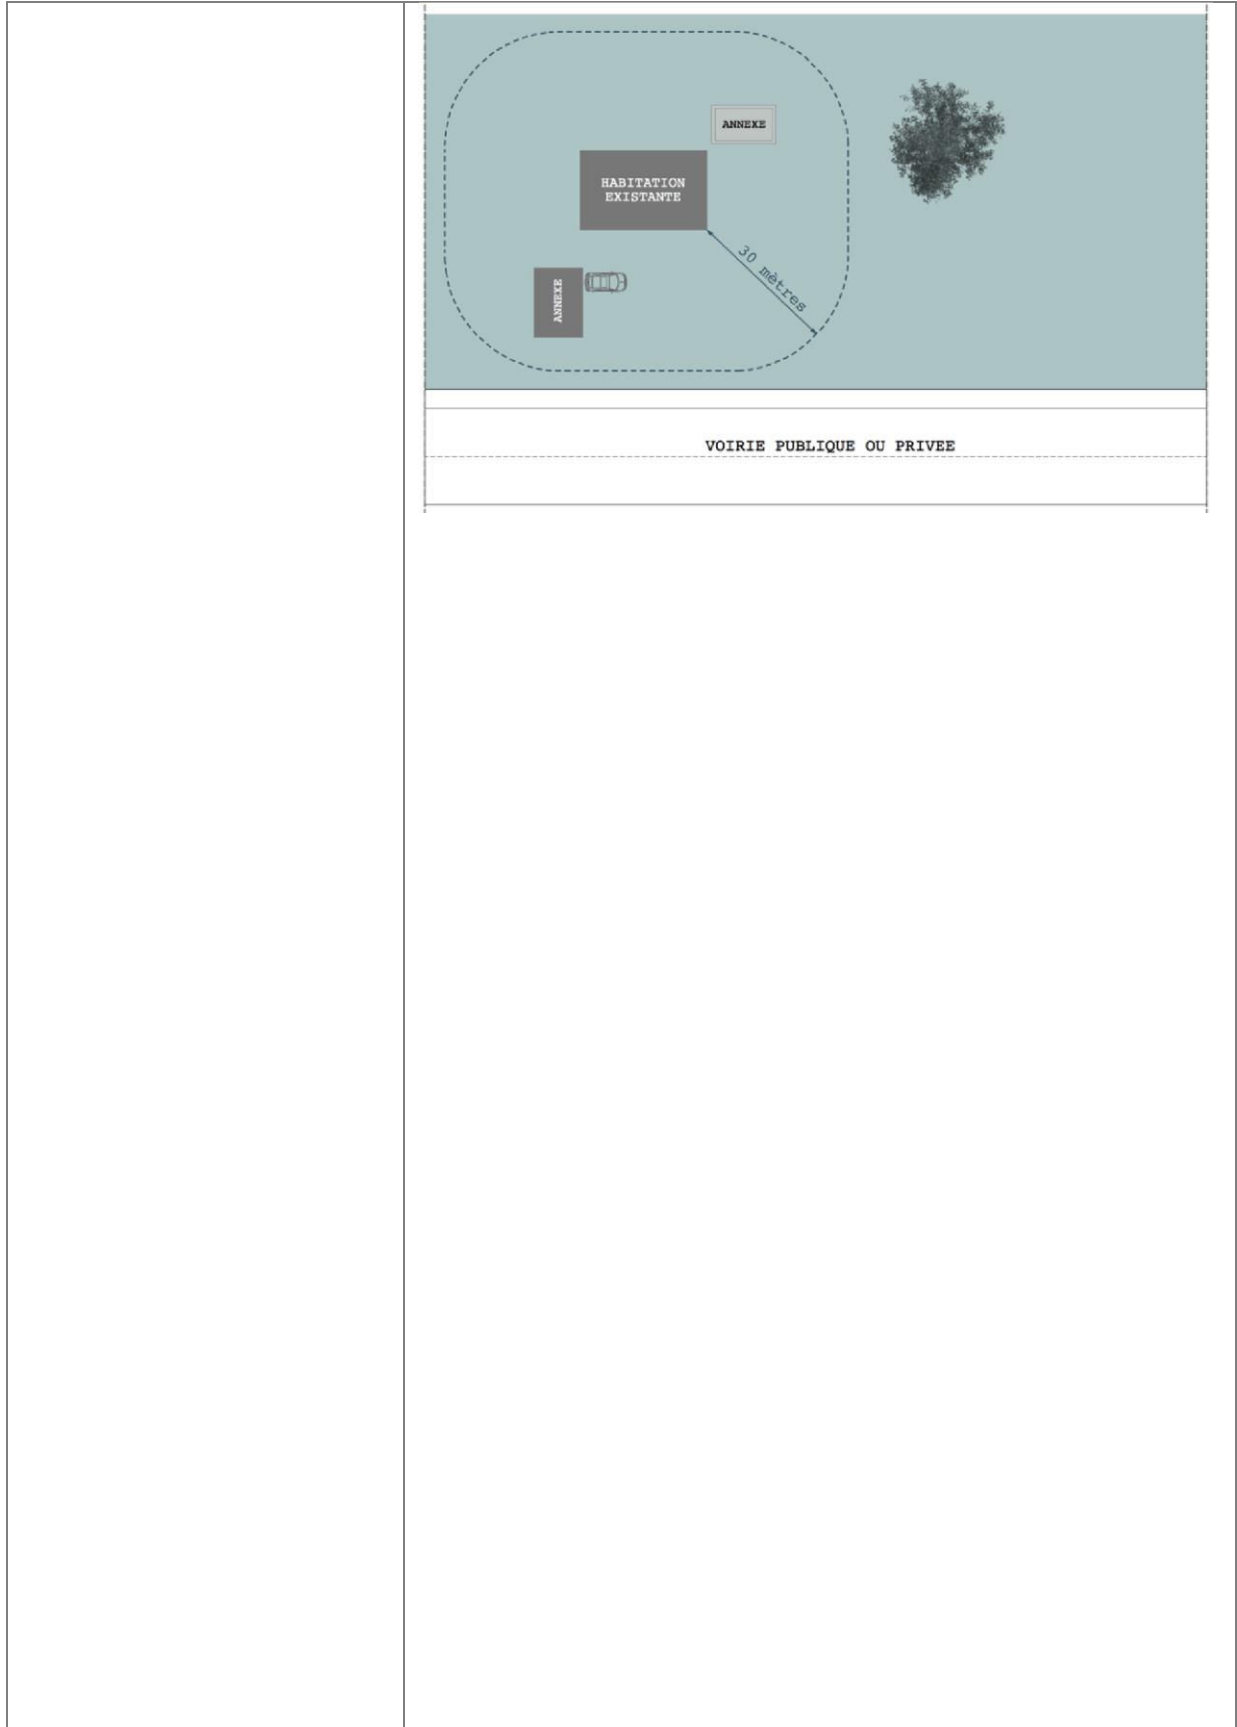 ANNEXE
HABITATION
EXISTANTE
30 mètres
ANNEXE
VOIRIE PUBLIQUE OU PRIVEE